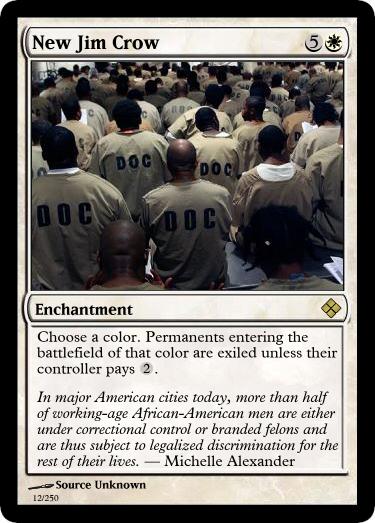 New Jim Crow 5
DOC
DOC
DOC
DOC
Enchantment
Choose a color. Permanents entering the
battlefield of that color are exiled unless their
controller pays 2.
In major American cities today, more than half
of working-age African-American men are either
under correctional control or branded felons and
are thus subject to legalized discrimination for the
rest of their lives. — Michelle Alexander
Source Unknown
12/250